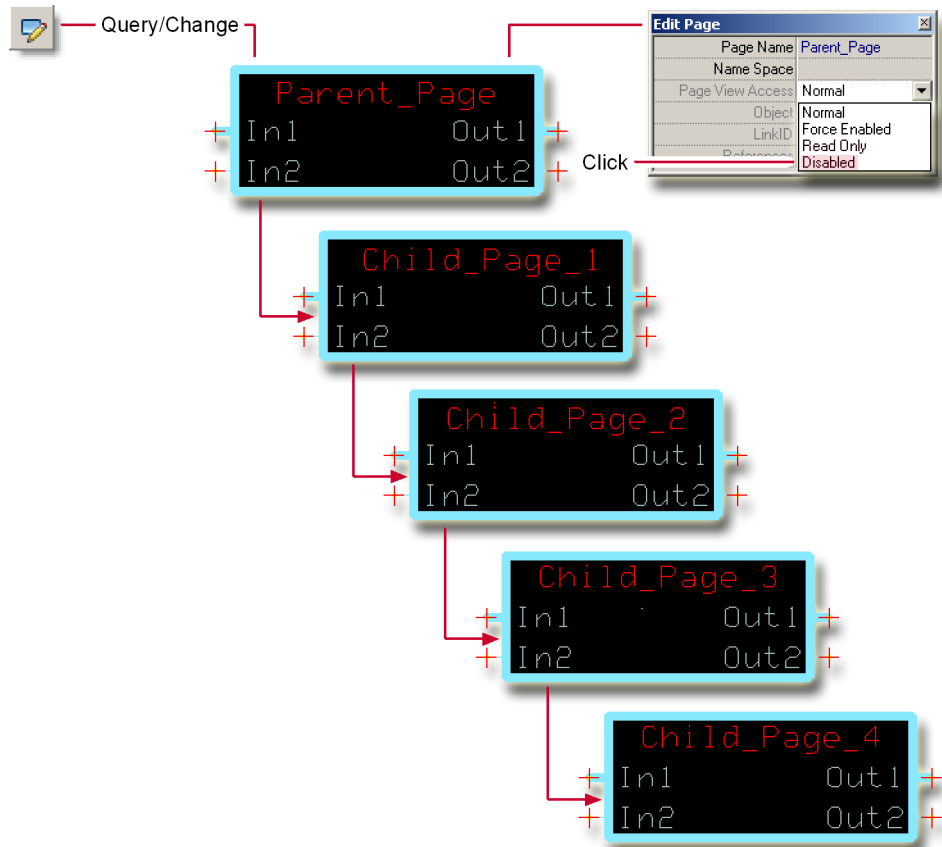 Query/Change
Edit Page
Page Name Parent_Page
Name Space
Page View Access Normal
Object Normal
LinkID Force Enabled
Read Only
References Disabled
Click
Parent_Page
In1 Out1
In2 Out2
Child_Page_1
In1 Out1
In2 Out2
Child_Page_2
In1 Out1
In2 Out2
Child_Page_3
In1 Out1
In2 Out2
Child_Page_4
In1 Out1
In2 Out2